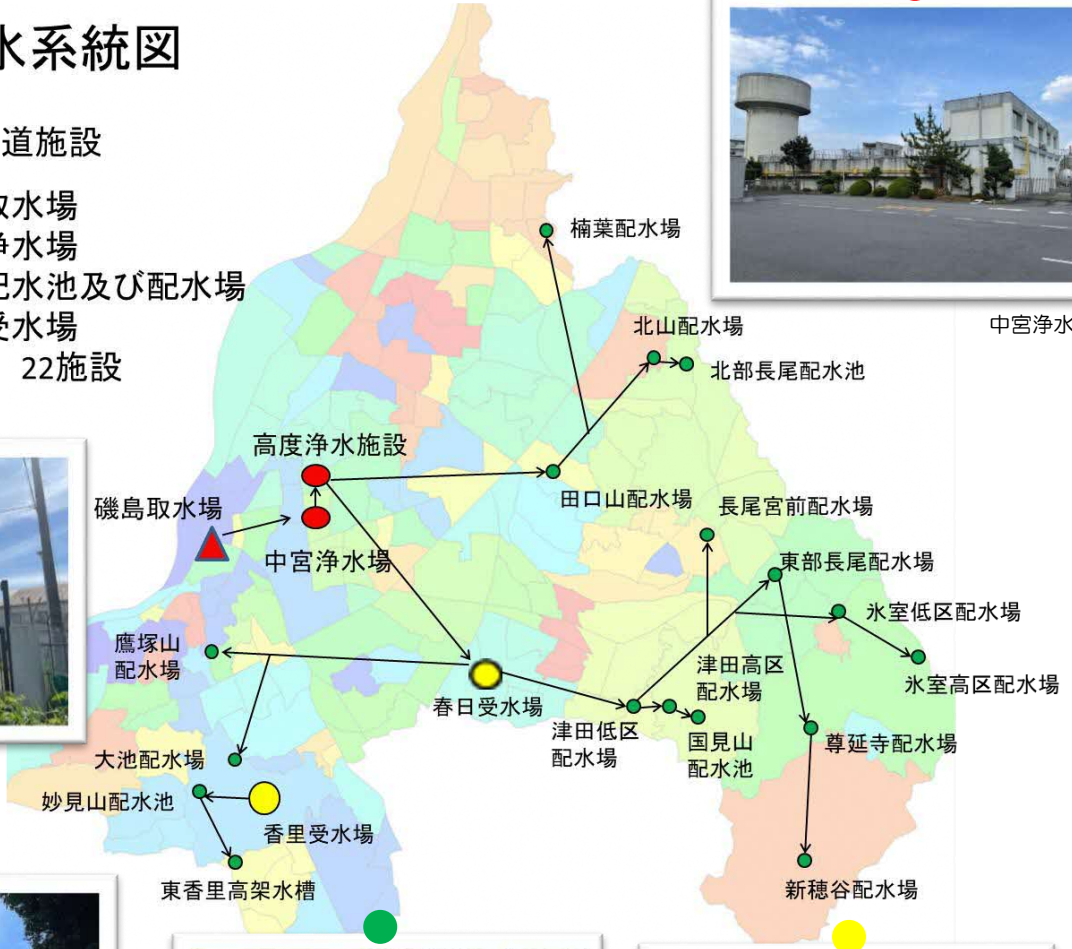 水系統図
道施設
取水場
浄水場
配水池及び配水場
受水場
22施設
中宮浄水
楠葉配水場
北山配水場
北部長尾配水池
高度浄水施設
田口山配水場
磯島取水場
長尾宮前配水場
中宮浄水場
東部長尾配水場
氷室低区配水場
鷹塚山
配水場
津田高区
配水場
氷室高区配水場
春日受水場
津田低区
配水場
国見山
配水池
尊延寺配水場
大池配水場
妙見山配水池
香里受水場
東香里高架水槽
新穂谷配水場